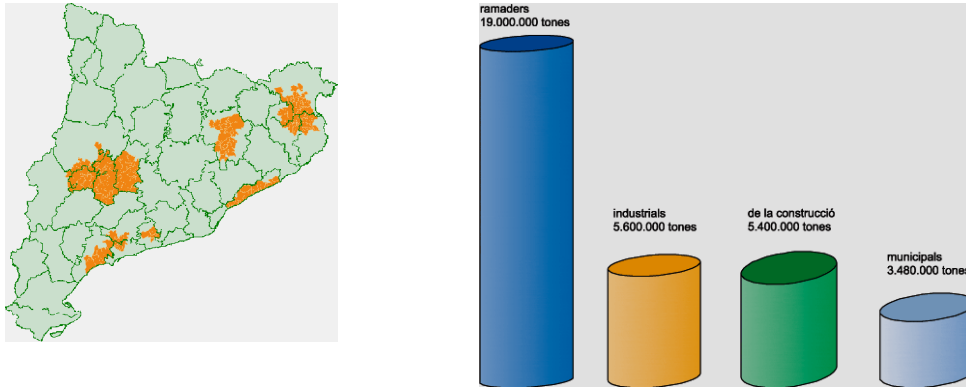 ramaders
19.000.000 tones
industrials
5.600.000 tones
de la construcció
5.400.000 tones
municipals
3.480.000 tones